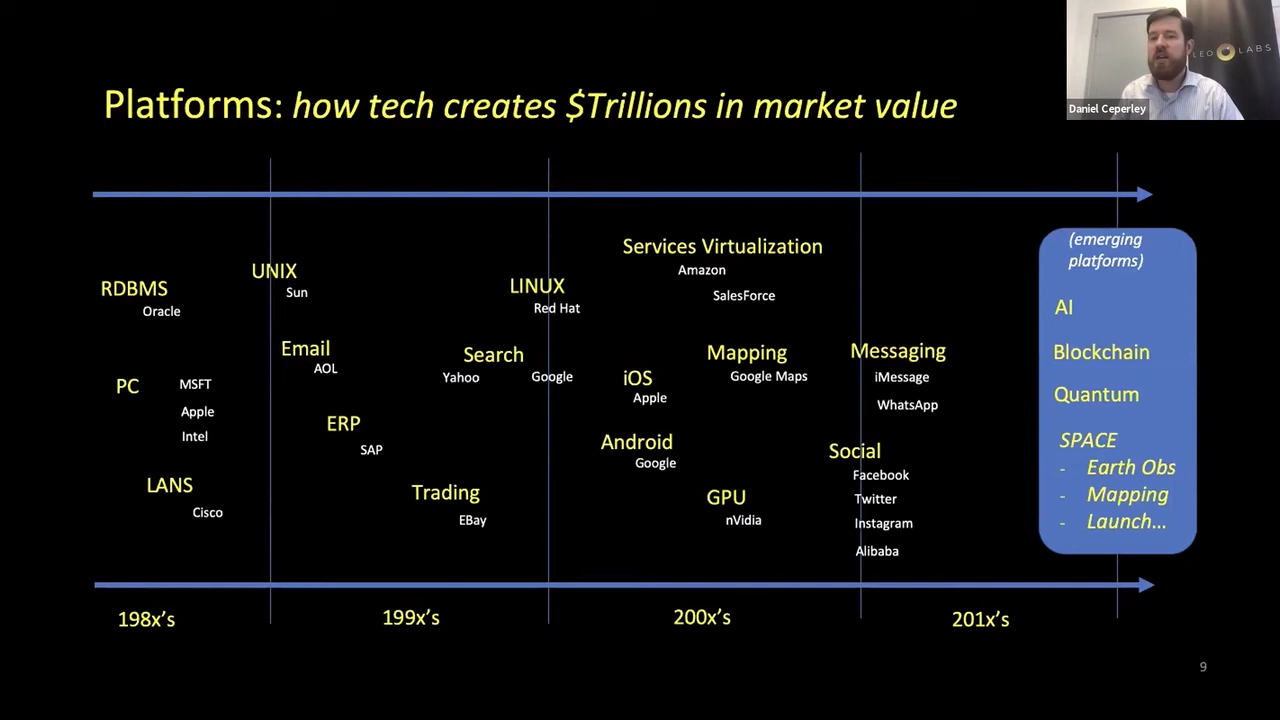 LEO LABS
Daniel Ceperley
Platforms: how tech creates $Trillions in market value
RDBMS
Oracle
PC
MSFT
Apple
Intel
LANS
Cisco
UNIX
Sun
Email
AOL
ERP
SAP
Search
Yahoo
Google
Trading
EBay
LINUX
Red Hat
Services Virtualization
Amazon
SalesForce
iOS
Apple
Mapping
Google Maps
Android
Google
GPU
nVidia
Messaging
iMessage
WhatsApp
Social
Facebook
Twitter
Instagram
Alibaba
(emerging
platforms)
AI
Blockchain
Quantum
SPACE
- Earth Obs
- Mapping
- Launch...
198x's
199x's
200x's
201x's
9